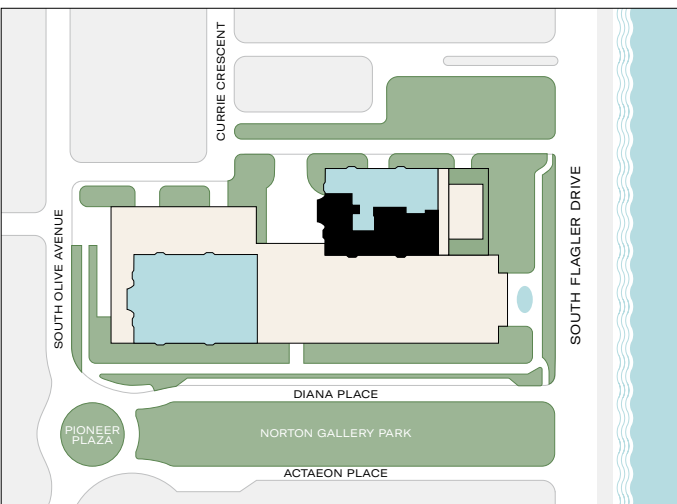 CURRIE CRESCENT
SOUTH OLIVE AVENUE
SOUTH FLAGLER DRIVE
DIANA PLACE
PIONEER
PLAZA
NORTON GALLERY PARK
ACTAEON PLACE